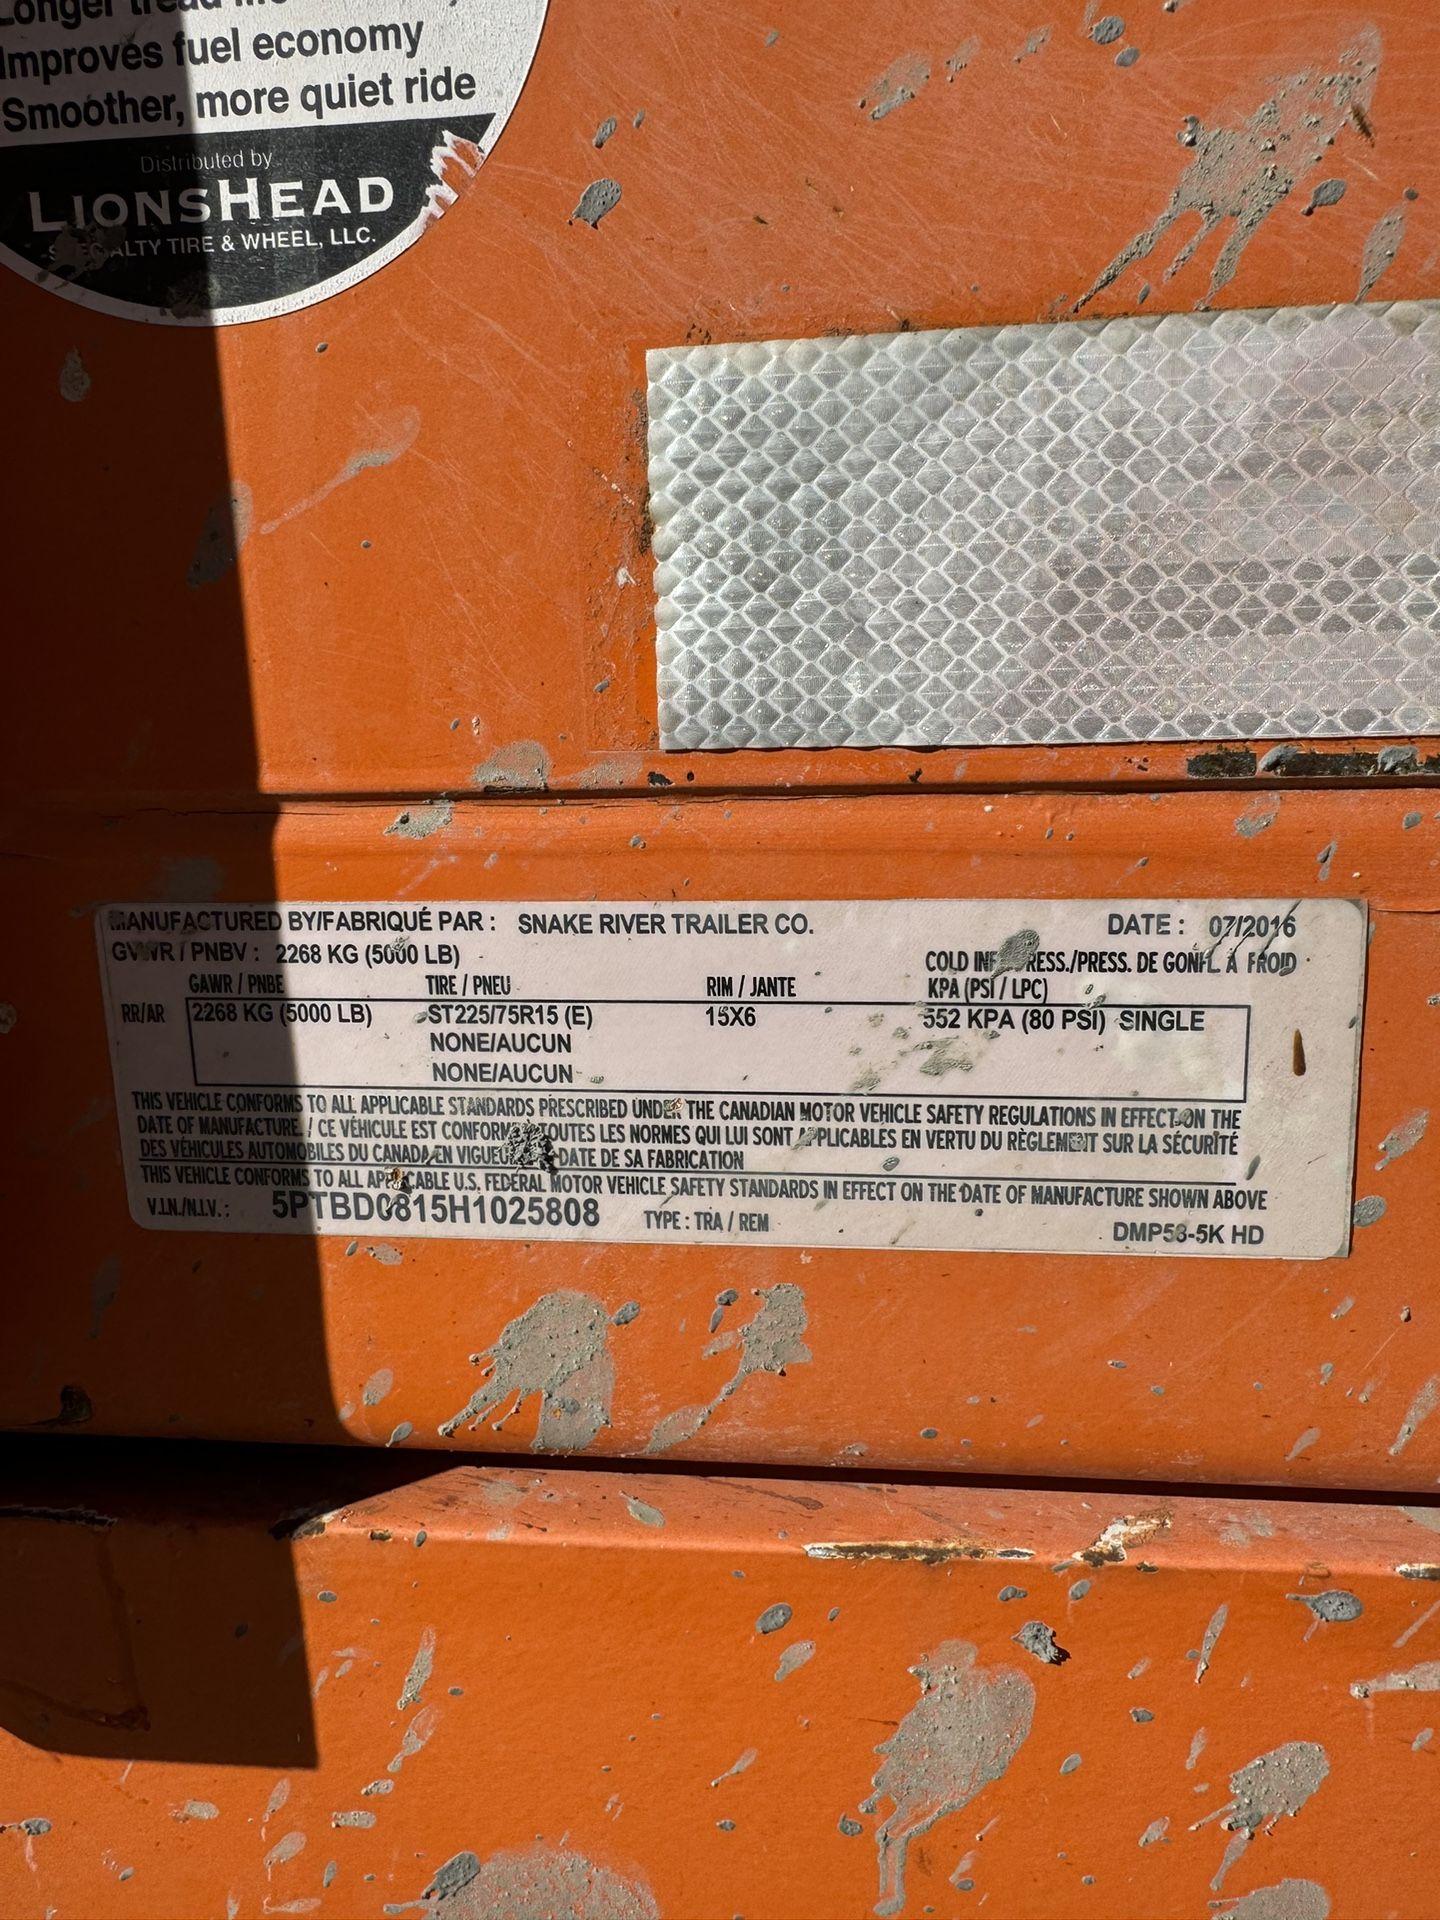 Longer tread life
Improves fuel economy
Smoother, more quiet ride
Distributed by
LIONSHEAD
SPECIALTY TIRE & WHEEL, LLC.
MANUFACTURED BY/FABRIQUÉ PAR : SNAKE RIVER TRAILER CO. DATE : 07/2016
GVWR / PNBV : 2268 KG (5000 LB) COLD INFL. PRESS./PRESS. DE GONFL. À FROID
GAWR / PNBE TIRE / PNEU RIM / JANTE KPA (PSI / LPC)
RR/AR 2268 KG (5000 LB) ST225/75R15 (E) 15X6 552 KPA (80 PSI) SINGLE
NONE/AUCUN
NONE/AUCUN
THIS VEHICLE CONFORMS TO ALL APPLICABLE STANDARDS PRESCRIBED UNDER THE CANADIAN MOTOR VEHICLE SAFETY REGULATIONS IN EFFECT ON THE
DATE OF MANUFACTURE. / CE VÉHICULE EST CONFORME À TOUTES LES NORMES QUI LUI SONT APPLICABLES EN VERTU DU RÈGLEMENT SUR LA SÉCURITÉ
DES VÉHICULES AUTOMOBILES DU CANADA EN VIGUEUR DATE DE SA FABRICATION
THIS VEHICLE CONFORMS TO ALL APPLICABLE U.S. FEDERAL MOTOR VEHICLE SAFETY STANDARDS IN EFFECT ON THE DATE OF MANUFACTURE SHOWN ABOVE
V.I.N./N.I.V.: 5PTBD0815H1025808 TYPE : TRA / REM DMP58-5K HD